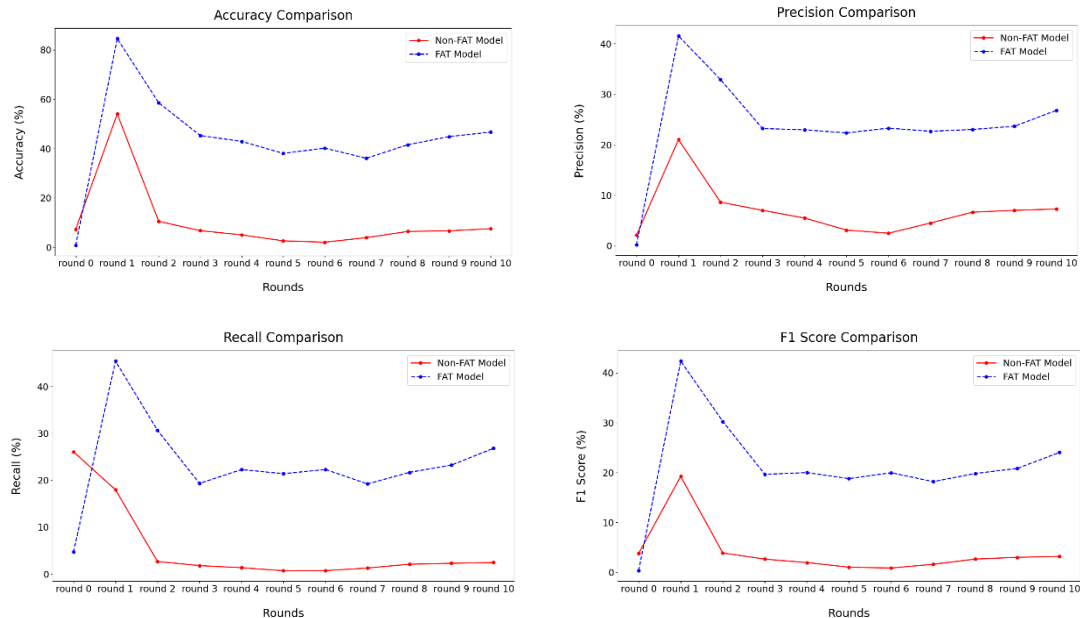 Accuracy Comparison
Non-FAT Model
FAT Model
80
60
40
20
0
Accuracy (%)
round 0 round 1 round 2 round 3 round 4 round 5 round 6 round 7 round 8 round 9 round 10
Rounds
Precision Comparison
Non-FAT Model
FAT Model
40
30
20
10
0
Precision (%)
round 0 round 1 round 2 round 3 round 4 round 5 round 6 round 7 round 8 round 9 round 10
Rounds
Recall Comparison
Non-FAT Model
FAT Model
40
30
20
10
0
Recall (%)
round 0 round 1 round 2 round 3 round 4 round 5 round 6 round 7 round 8 round 9 round 10
Rounds
F1 Score Comparison
Non-FAT Model
FAT Model
40
30
20
10
0
F1 Score (%)
round 0 round 1 round 2 round 3 round 4 round 5 round 6 round 7 round 8 round 9 round 10
Rounds